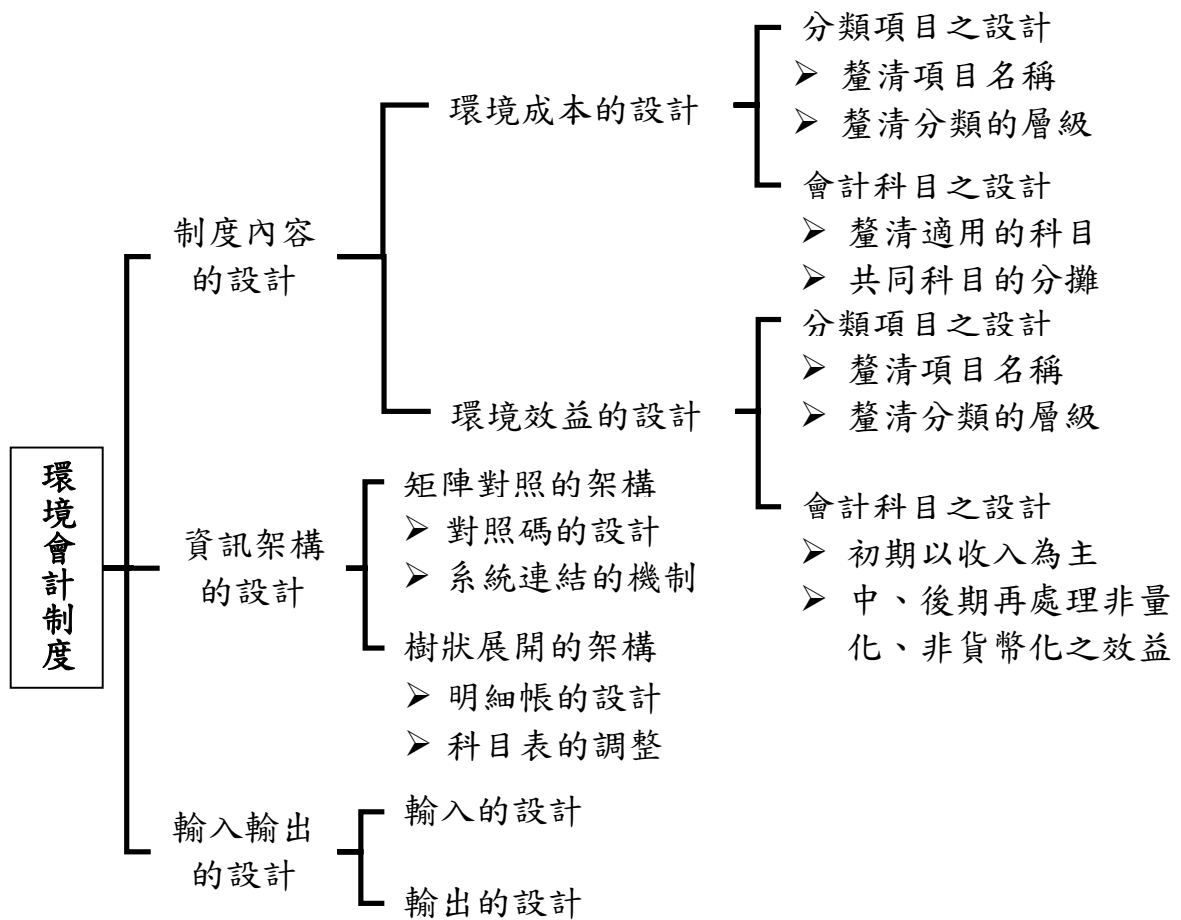 環境會計制度
制度內容
的設計
環境成本的設計
分類項目之設計
➢ 釐清項目名稱
➢ 釐清分類的層級
會計科目之設計
➢ 釐清適用的科目
➢ 共同科目的分攤
環境效益的設計
分類項目之設計
➢ 釐清項目名稱
➢ 釐清分類的層級
會計科目之設計
➢ 初期以收入為主
➢ 中、後期再處理非量
化、非貨幣化之效益
資訊架構
的設計
矩陣對照的架構
➢ 對照碼的設計
➢ 系統連結的機制
樹狀展開的架構
➢ 明細帳的設計
➢ 科目表的調整
輸入輸出
的設計
輸入的設計
輸出的設計